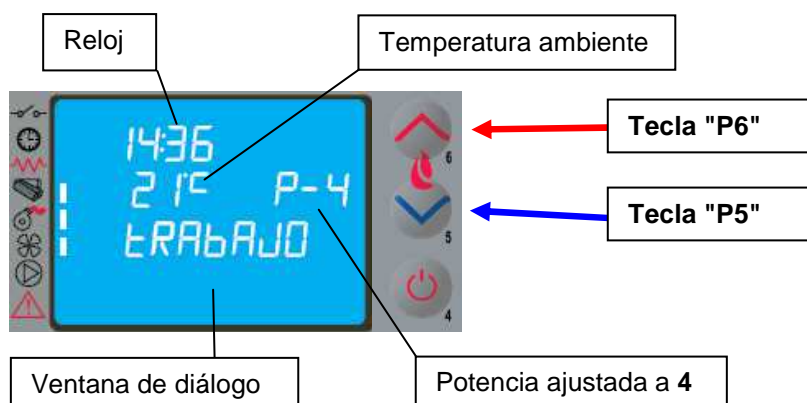 Reloj
Temperatura ambiente
14:36
21°C P-4
tRAbAJO
6
5
4
Tecla "P6"
Tecla "P5"
Ventana de diálogo
Potencia ajustada a 4